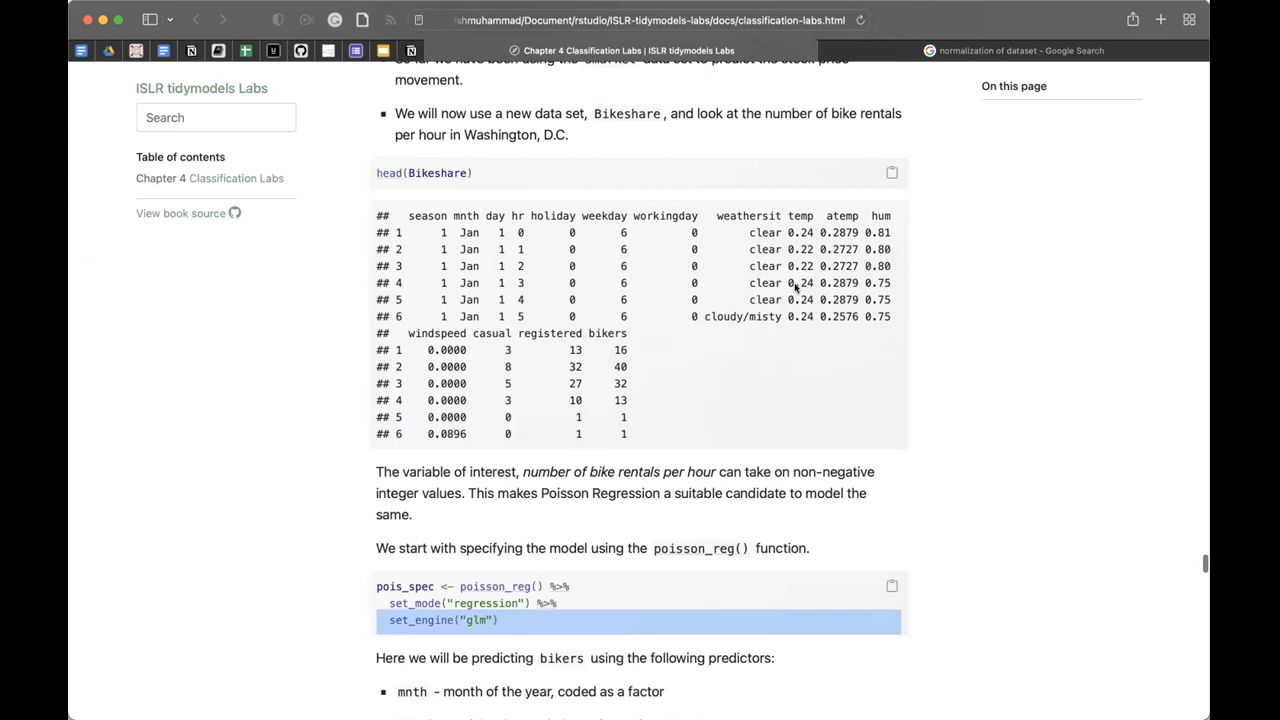 shmuhammad/Document/rstudio/ISLR-tidymodels-labs/docs/classification-labs.html
Chapter 4 Classification Labs | ISLR tidymodels Labs
normalization of dataset - Google Search
ISLR tidymodels Labs
Search
Table of contents
Chapter 4 Classification Labs
View book source
On this page
movement.
▪ We will now use a new data set, Bikeshare, and look at the number of bike rentals
per hour in Washington, D.C.
head(Bikeshare)
##   season mnth day hr holiday weekday workingday   weathersit temp  atemp  hum
## 1      1  Jan   1  0       0       6          0        clear 0.24 0.2879 0.81
## 2      1  Jan   1  1       0       6          0        clear 0.22 0.2727 0.80
## 3      1  Jan   1  2       0       6          0        clear 0.22 0.2727 0.80
## 4      1  Jan   1  3       0       6          0        clear 0.24 0.2879 0.75
## 5      1  Jan   1  4       0       6          0        clear 0.24 0.2879 0.75
## 6      1  Jan   1  5       0       6          0 cloudy/misty 0.24 0.2576 0.75
##   windspeed casual registered bikers
## 1    0.0000      3         13     16
## 2    0.0000      8         32     40
## 3    0.0000      5         27     32
## 4    0.0000      3         10     13
## 5    0.0000      0          1      1
## 6    0.0896      0          1      1
The variable of interest, number of bike rentals per hour can take on non-negative
integer values. This makes Poisson Regression a suitable candidate to model the
same.
We start with specifying the model using the poisson_reg() function.
pois_spec <- poisson_reg() %>%
set_mode("regression") %>%
set_engine("glm")
Here we will be predicting bikers using the following predictors:
▪ mnth - month of the year, coded as a factor